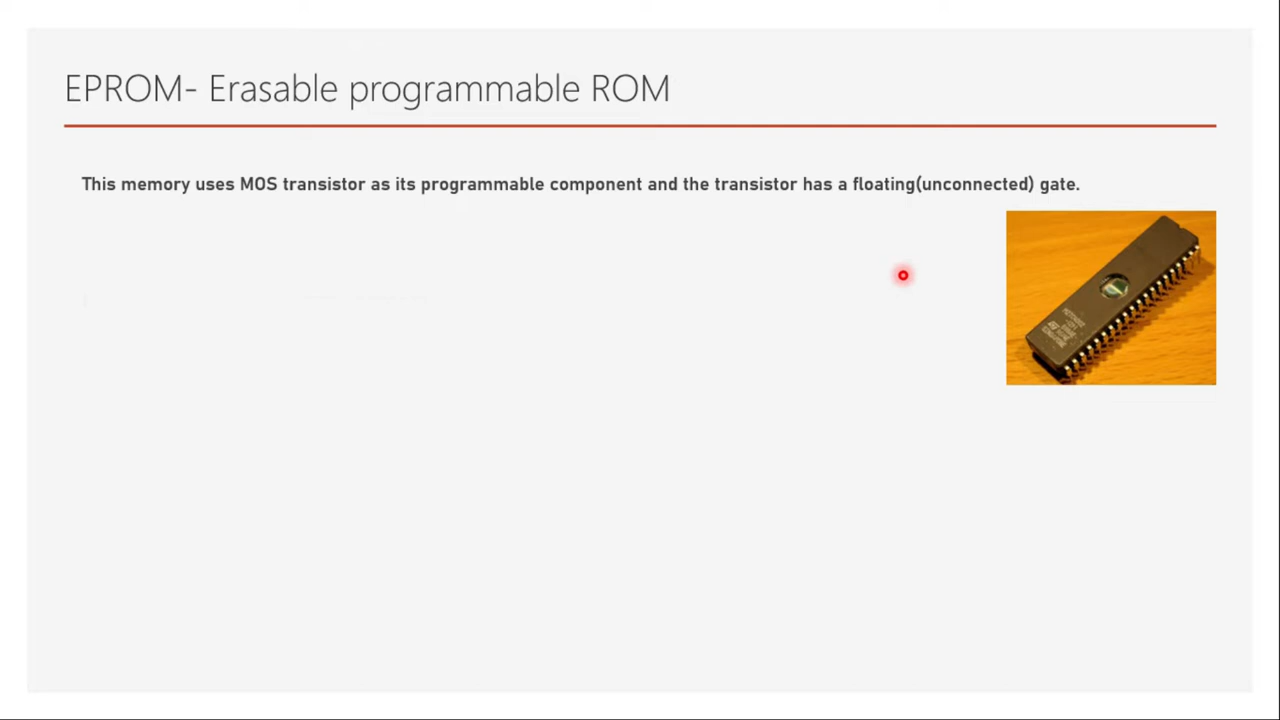 EPROM- Erasable programmable ROM
This memory uses MOS transistor as its programmable component and the transistor has a floating(unconnected) gate.